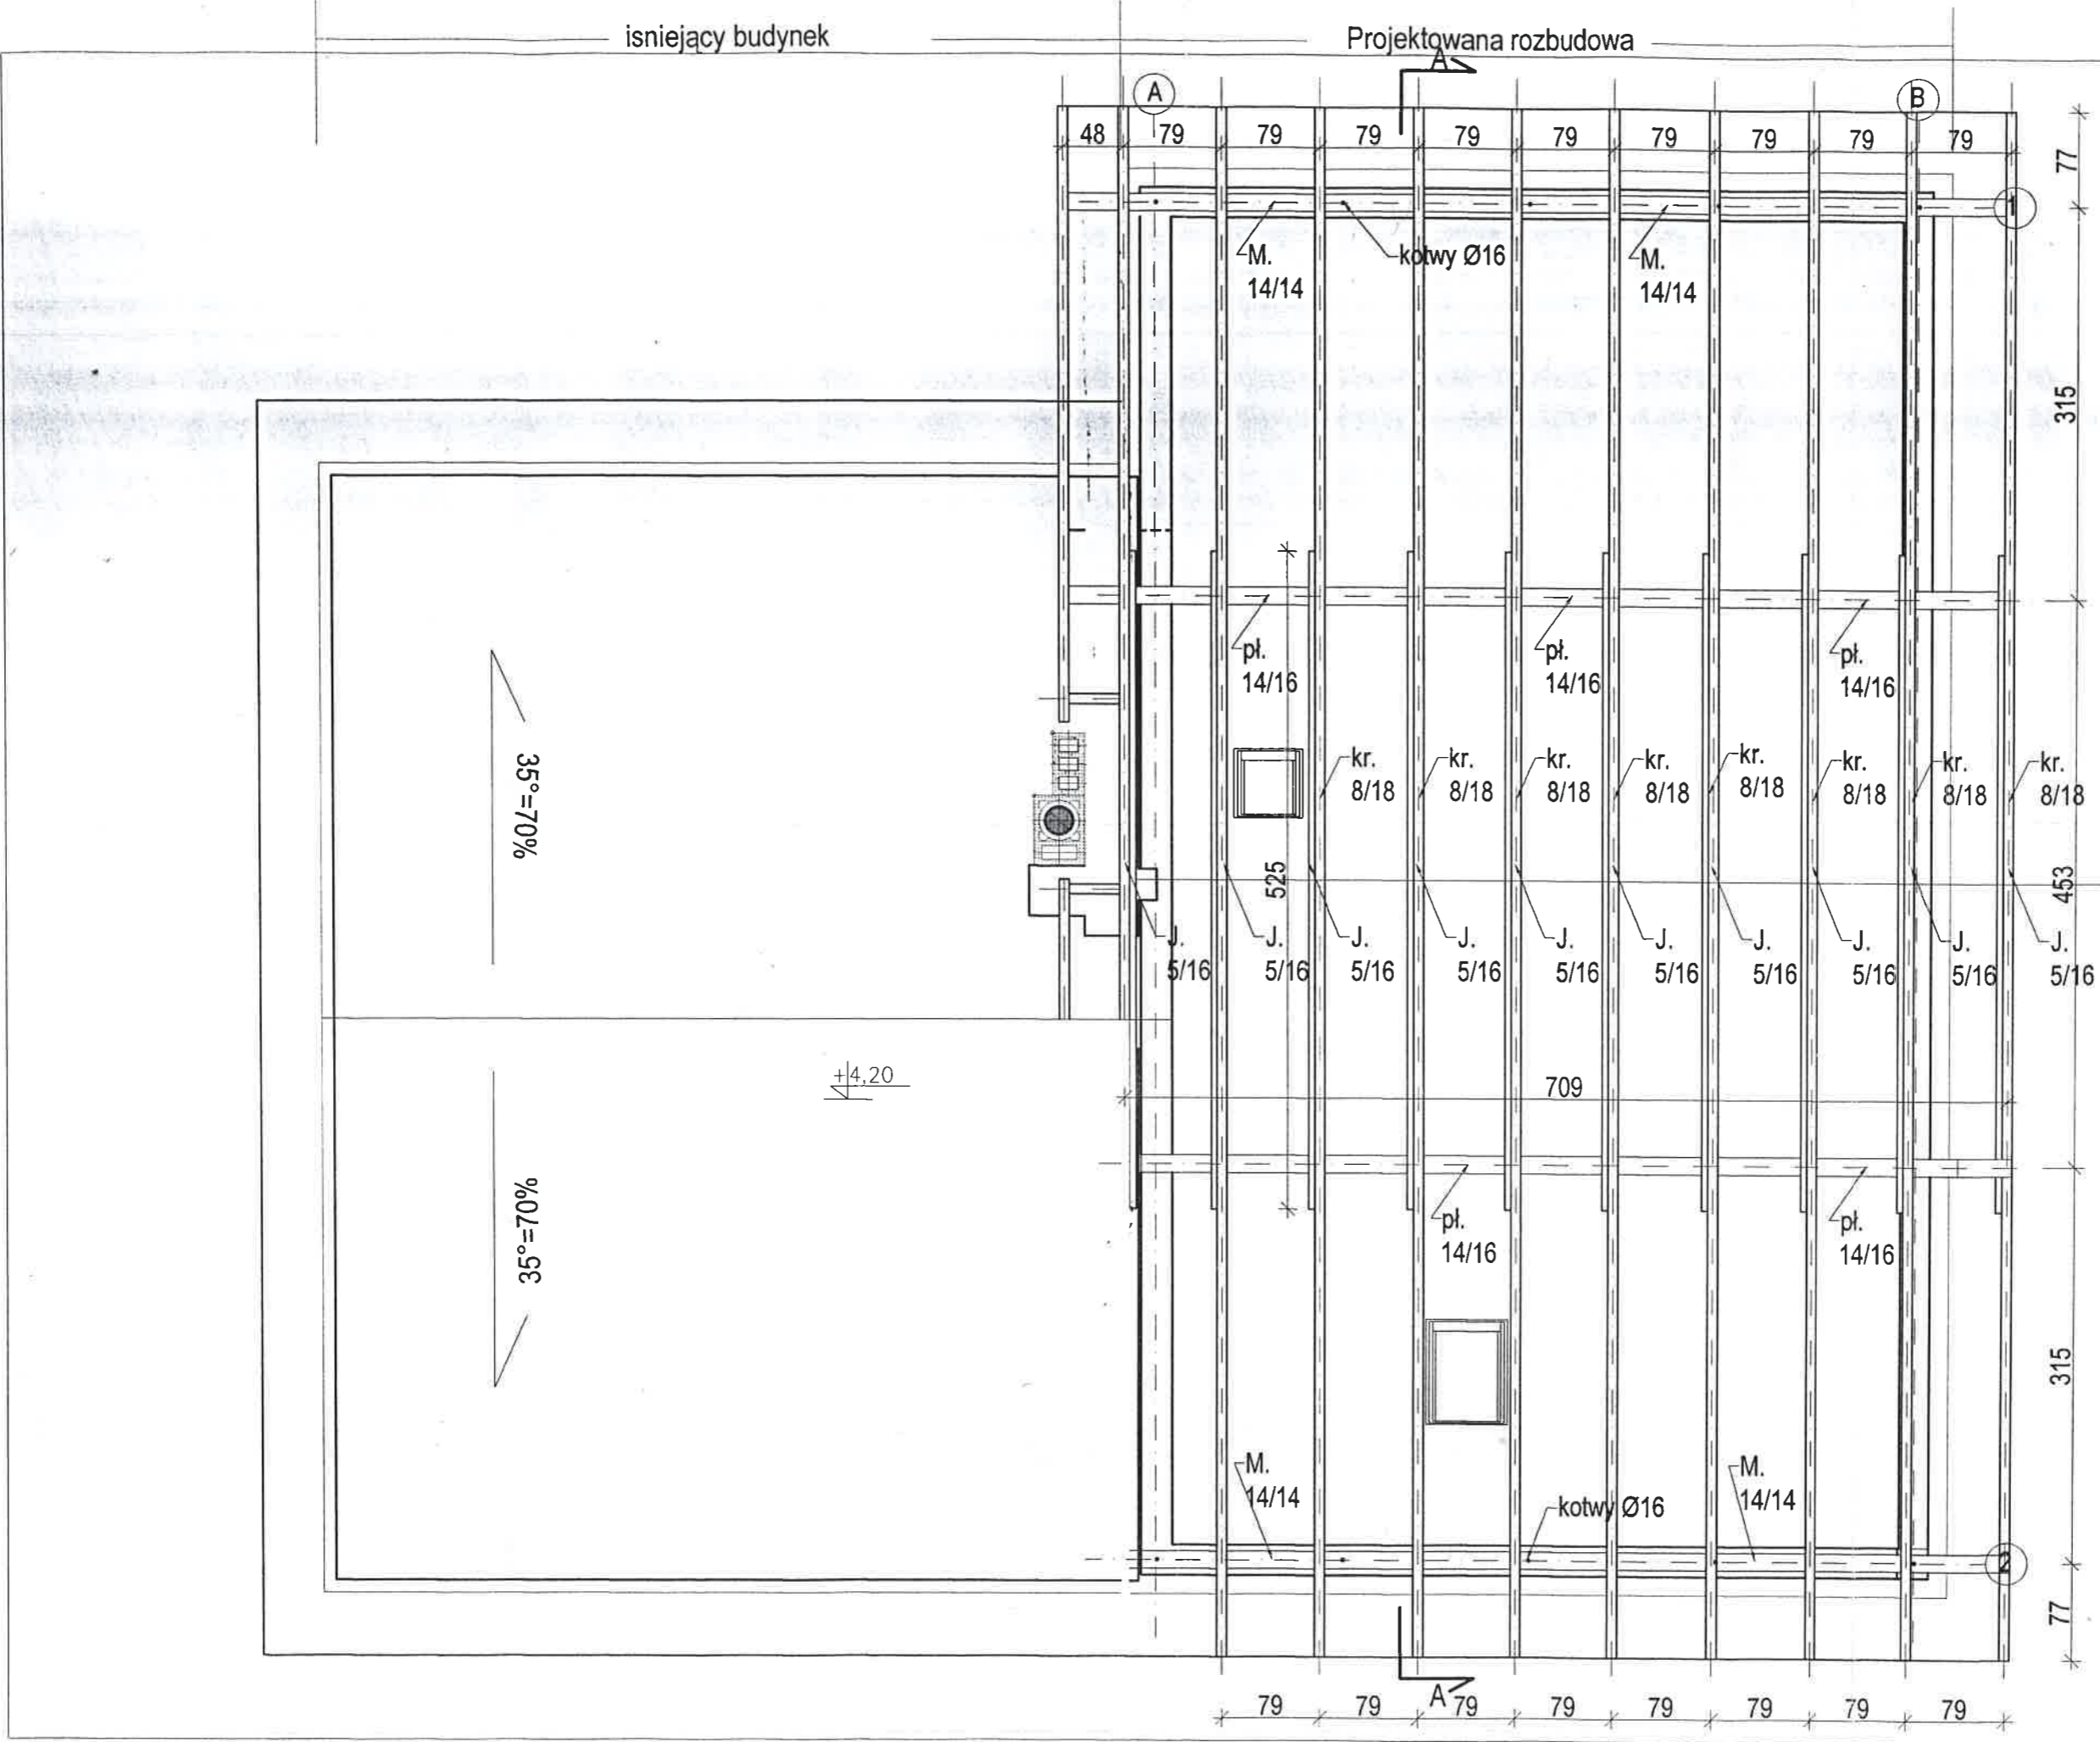 isniejący budynek
Projektowana rozbudowa
A
A
B
48 79 79 79 79 79 79 79 79 79
77
1
M.
14/14
kotwy Ø16
M.
14/14
315
pł.
14/16
pł.
14/16
pł.
14/16
35°=70%
kr.
8/18
kr.
8/18
kr.
8/18
kr.
8/18
kr.
8/18
kr.
8/18
kr.
8/18
kr.
8/18
525
453
J.
5/16
J.
5/16
J.
5/16
J.
5/16
J.
5/16
J.
5/16
J.
5/16
J.
5/16
J.
5/16
J.
5/16
+4,20
709
35°=70%
pł.
14/16
pł.
14/16
315
M.
14/14
kotwy Ø16
M.
14/14
2
77
A
79 79 79 79 79 79 79 79